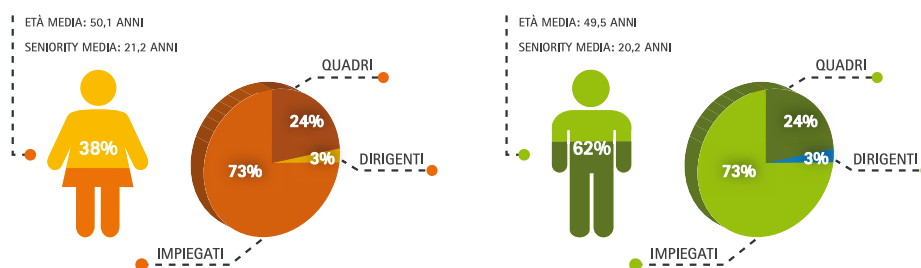 ETÀ MEDIA: 50,1 ANNI
SENIORITY MEDIA: 21,2 ANNI
QUADRI
24%
38%
3%
DIRIGENTI
73%
IMPIEGATI
ETÀ MEDIA: 49,5 ANNI
SENIORITY MEDIA: 20,2 ANNI
QUADRI
24%
62%
3%
DIRIGENTI
73%
IMPIEGATI